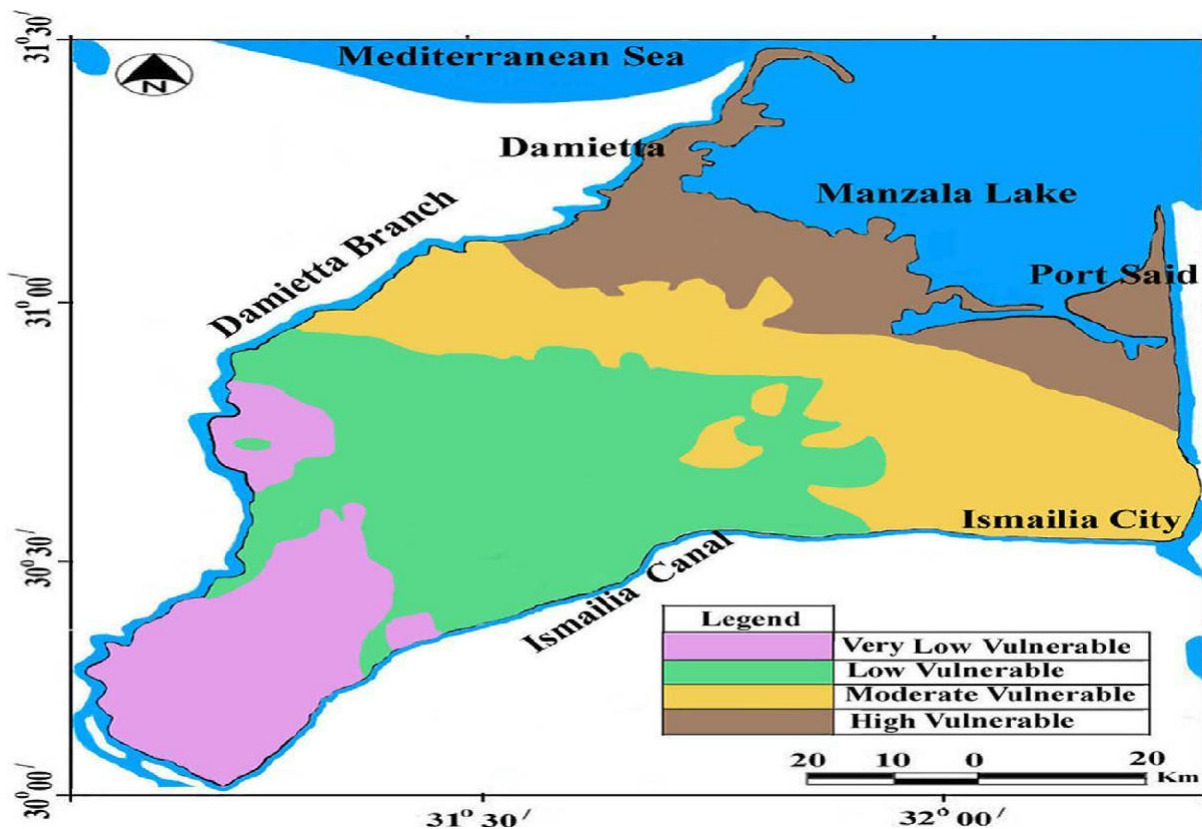 31°30/
Mediterranean Sea
N
Damietta
Manzala Lake
Damietta Branch
Port Said
31°00/
Ismailia City
30°30/
Ismailia Canal
Legend
Very Low Vulnerable
Low Vulnerable
Moderate Vulnerable
High Vulnerable
20 10 0 20
Km
30°00/
31°30/ 32°00/